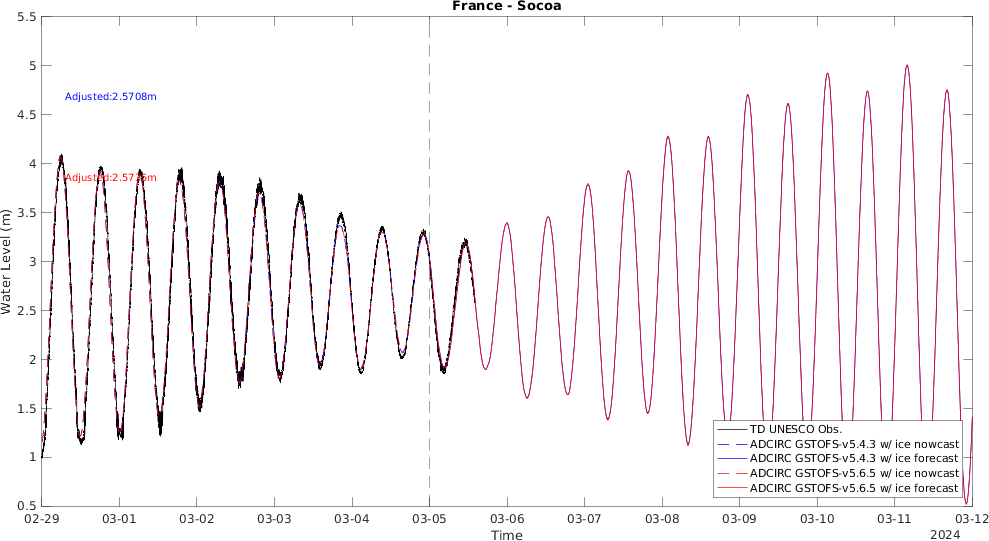 France - Socoa
5.5
5
4.5
4
3.5
3
2.5
2
1.5
1
0.5
Water Level (m)
Adjusted:2.5708m
TD UNESCO Obs.
ADCIRC GSTOFS-v5.4.3 w/ ice nowcast
ADCIRC GSTOFS-v5.4.3 w/ ice forecast
ADCIRC GSTOFS-v5.6.5 w/ ice nowcast
ADCIRC GSTOFS-v5.6.5 w/ ice forecast
02-29 03-01 03-02 03-03 03-04 03-05 03-06 03-07 03-08 03-09 03-10 03-11 03-12
Time
2024